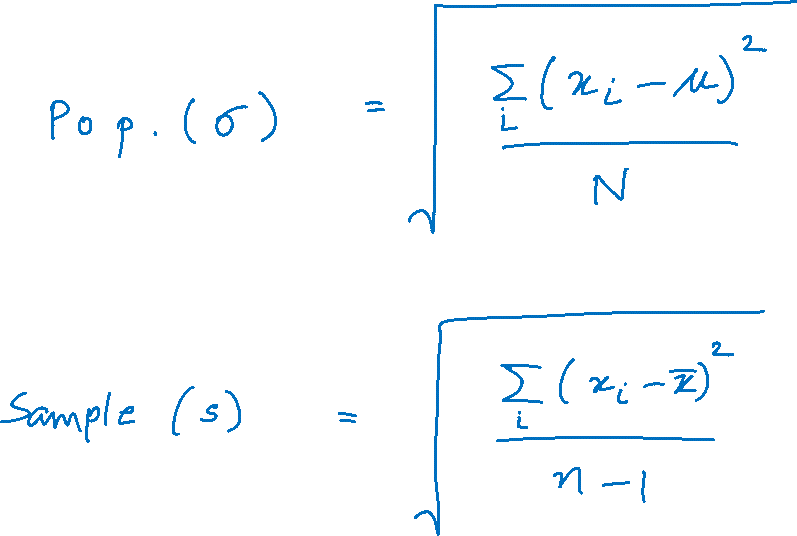 Pop. (σ) = √( Σᵢ (xᵢ − μ)² / N )
Sample (s) = √( Σᵢ (xᵢ − x̄)² / n − 1 )